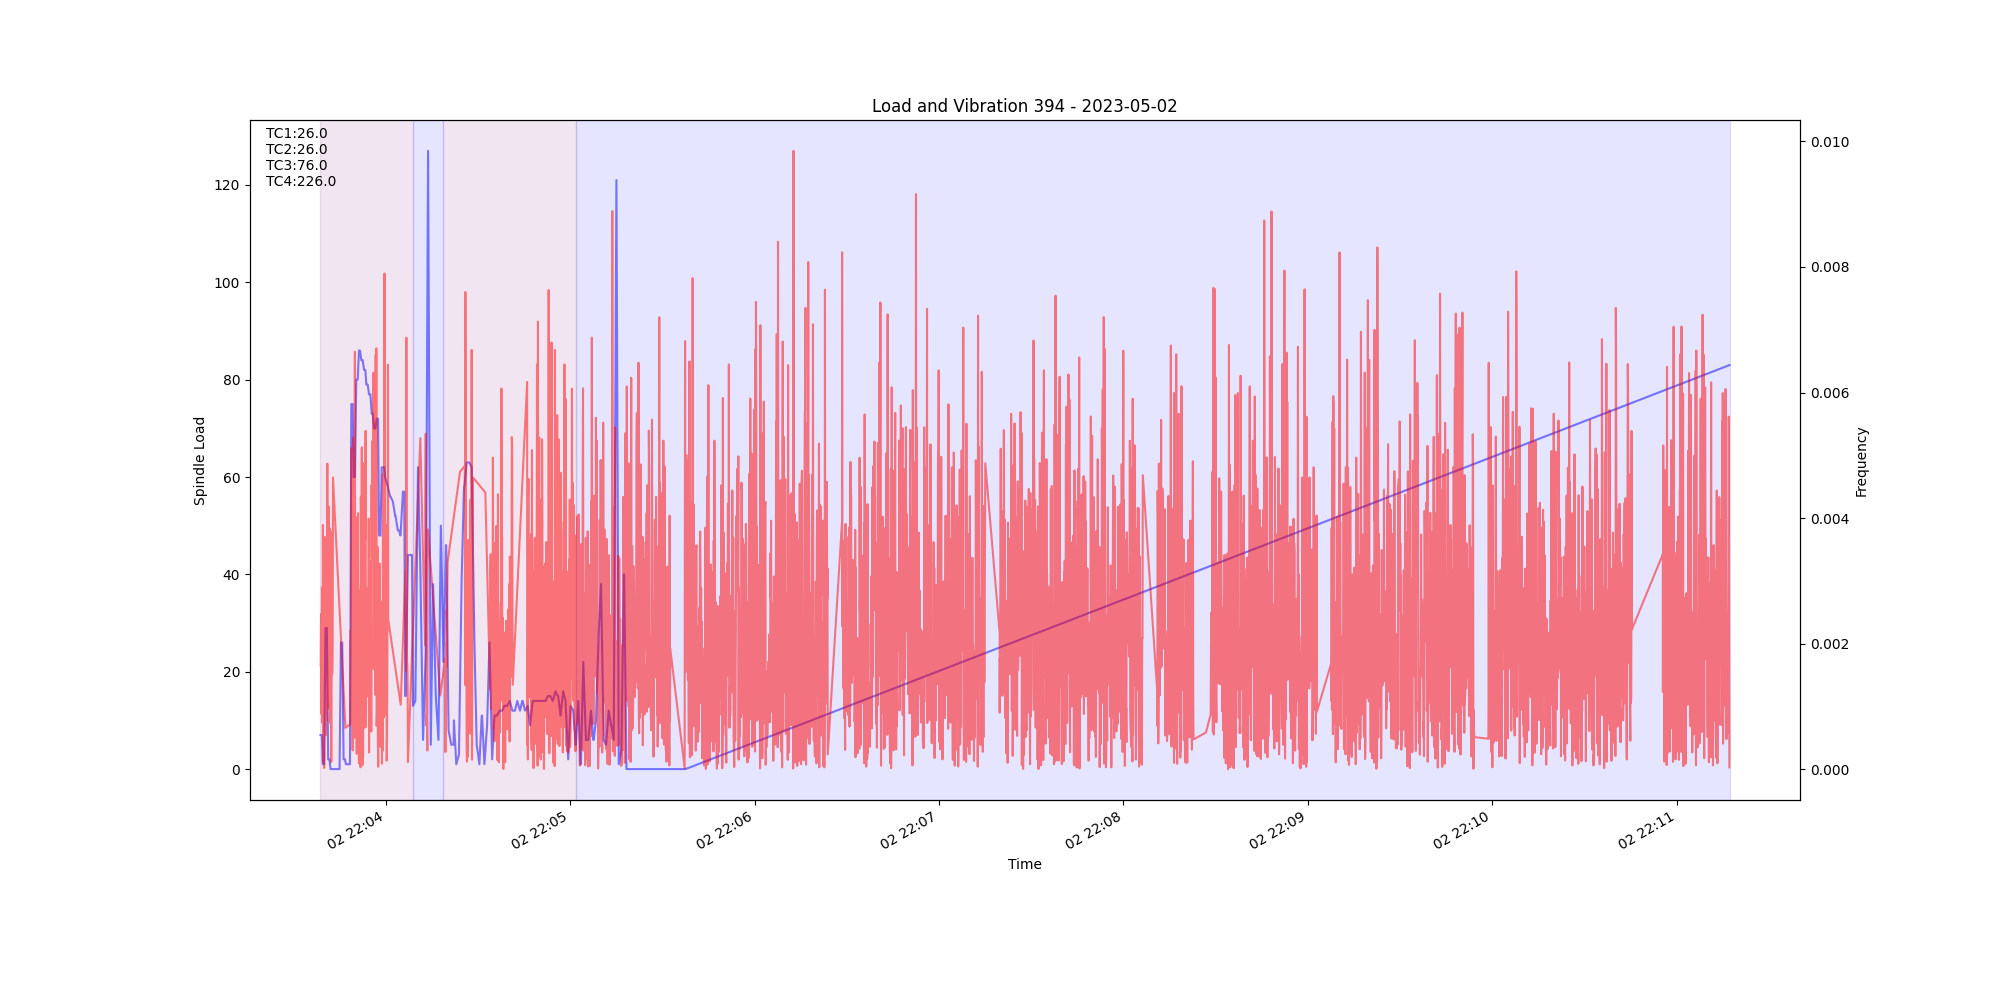 Load and Vibration 394 - 2023-05-02
TC1:26.0
TC2:26.0
TC3:76.0
TC4:226.0
120
100
80
60
40
20
0
Spindle Load
0.010
0.008
0.006
0.004
0.002
0.000
Frequency
02 22:04
02 22:05
02 22:06
02 22:07
02 22:08
02 22:09
02 22:10
02 22:11
Time